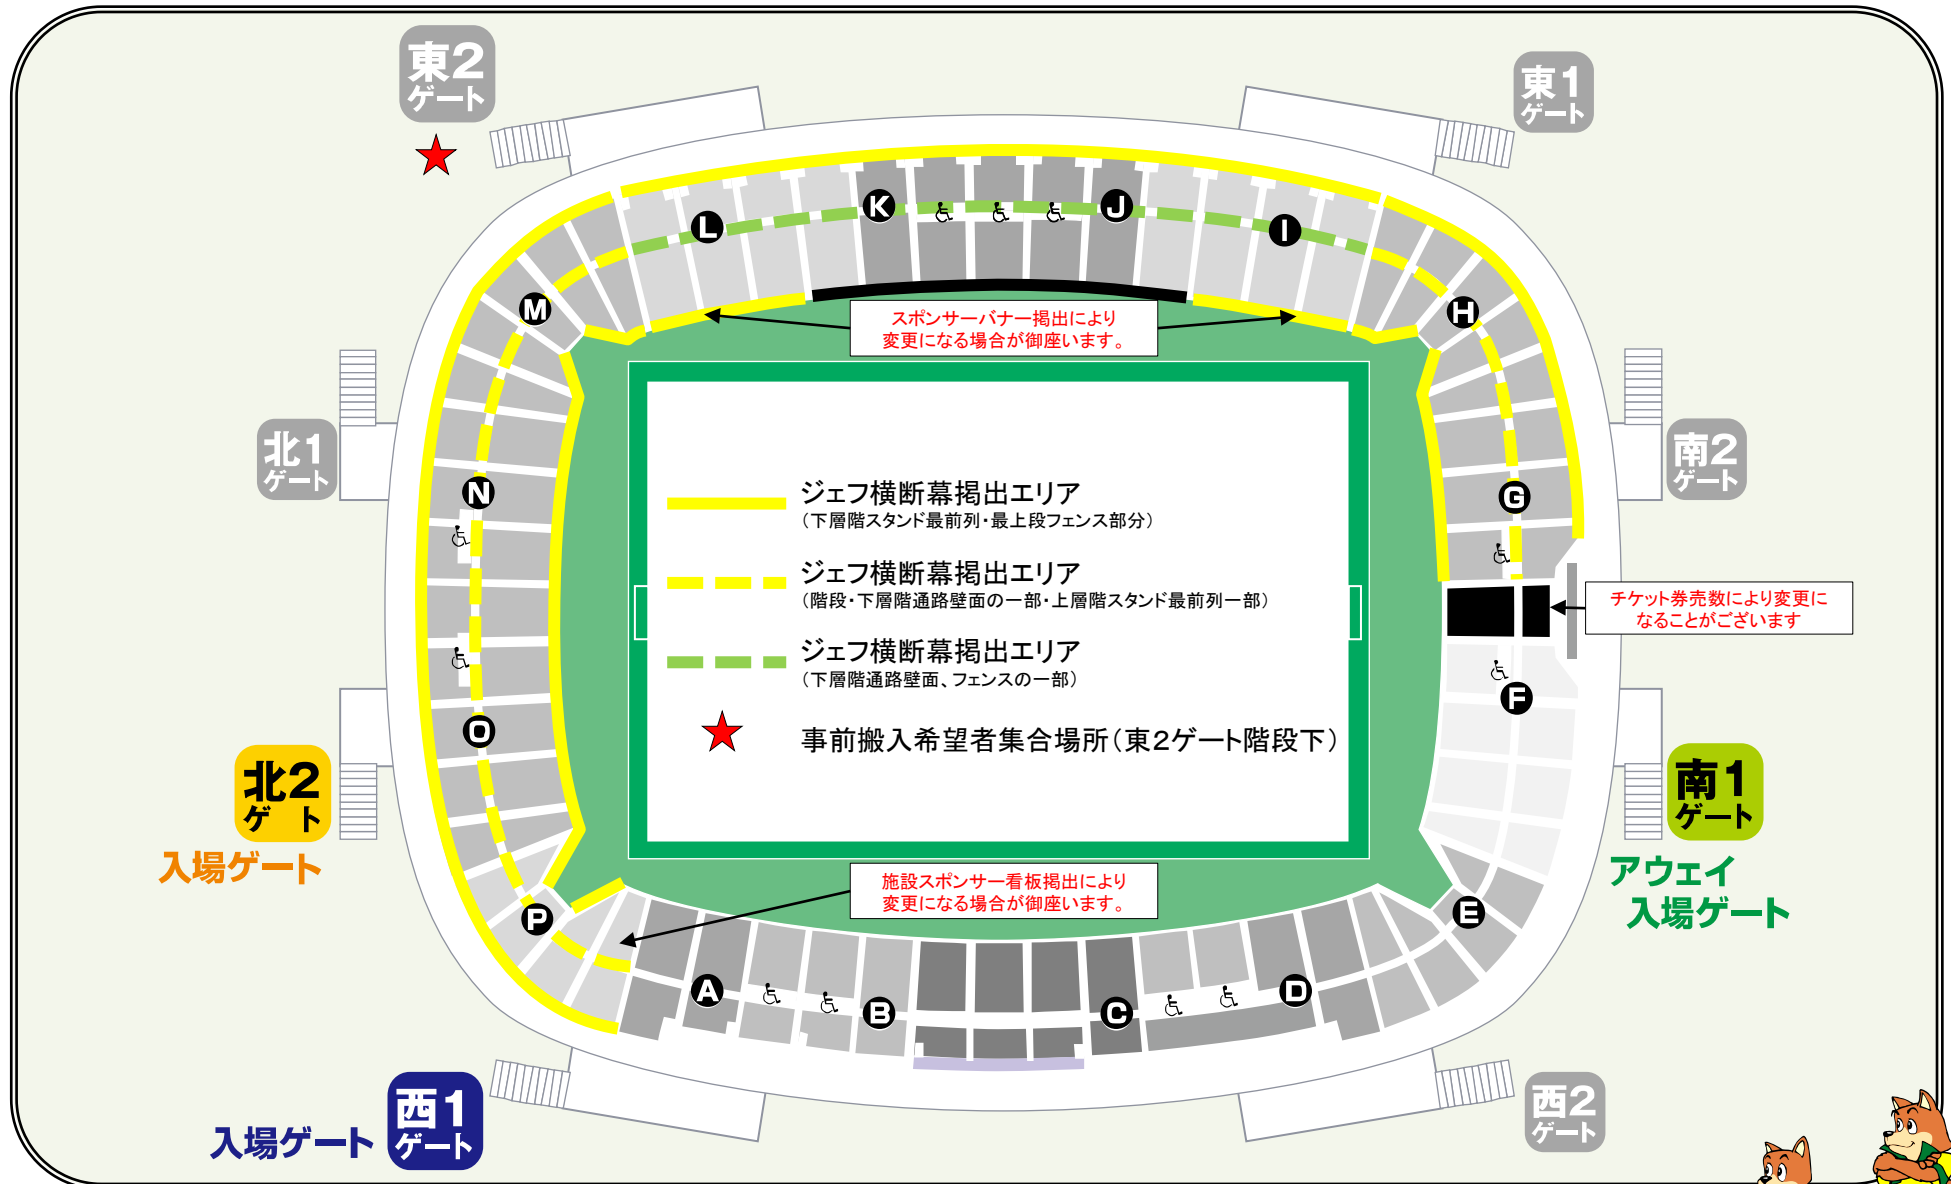 東2
ゲート
東1
ゲート
L
K
J
I
M
H
スポンサーバナー掲出により
変更になる場合が御座います。
北1
ゲート
南2
ゲート
N
G
ジェフ横断幕掲出エリア
（下層階スタンド最前列・最上段フェンス部分）
ジェフ横断幕掲出エリア
（階段・下層階通路壁面の一部・上層階スタンド最前列一部）
チケット券売数により変更に
なることがございます
ジェフ横断幕掲出エリア
（下層階通路壁面、フェンスの一部）
事前搬入希望者集合場所（東2ゲート階段下）
F
O
北2
ゲ ト
入場ゲート
南1
ゲート
アウェイ
入場ゲート
施設スポンサー看板掲出により
変更になる場合が御座います。
P
E
A
B
C
D
西1
ゲート
入場ゲート
西2
ゲート